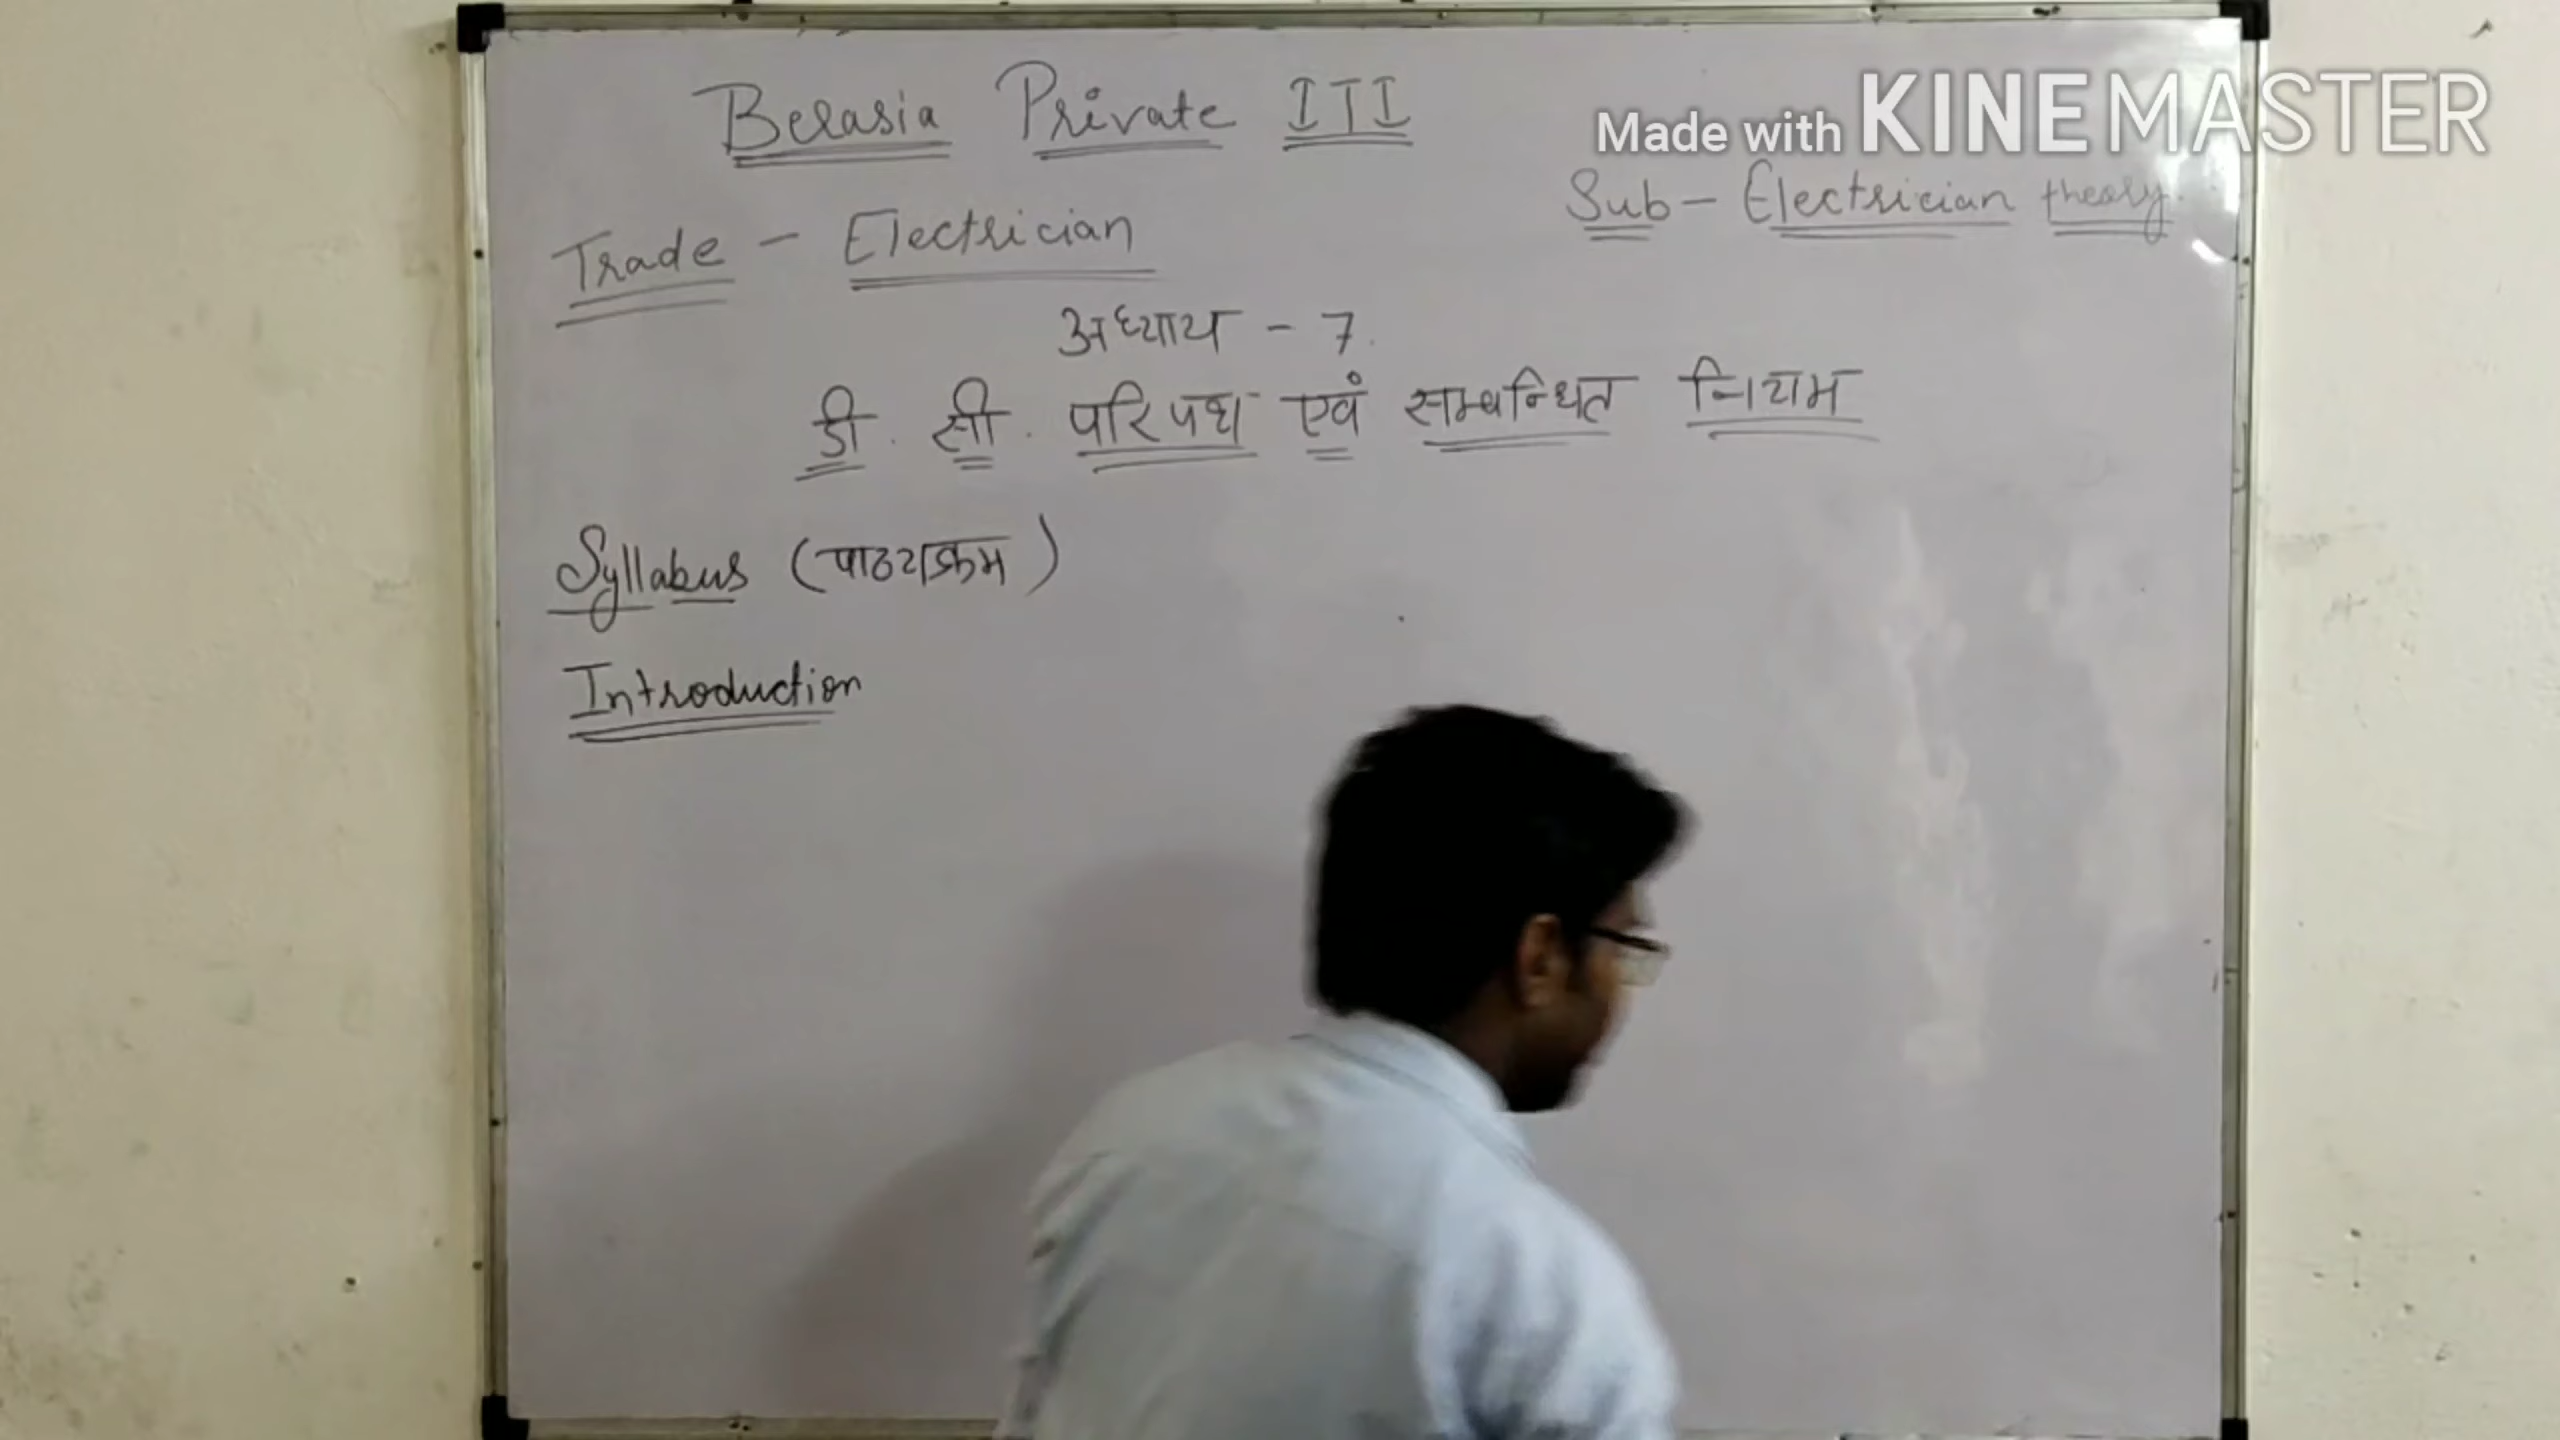 Berasia Private ITI
Made with KINEMASTER
Trade - Electrician
Sub - Electrician theory.
अध्याय - 7.
डी. सी. परिपथ एवं सम्बन्धित नियम
Syllabus (पाठ्यक्रम)
Introduction